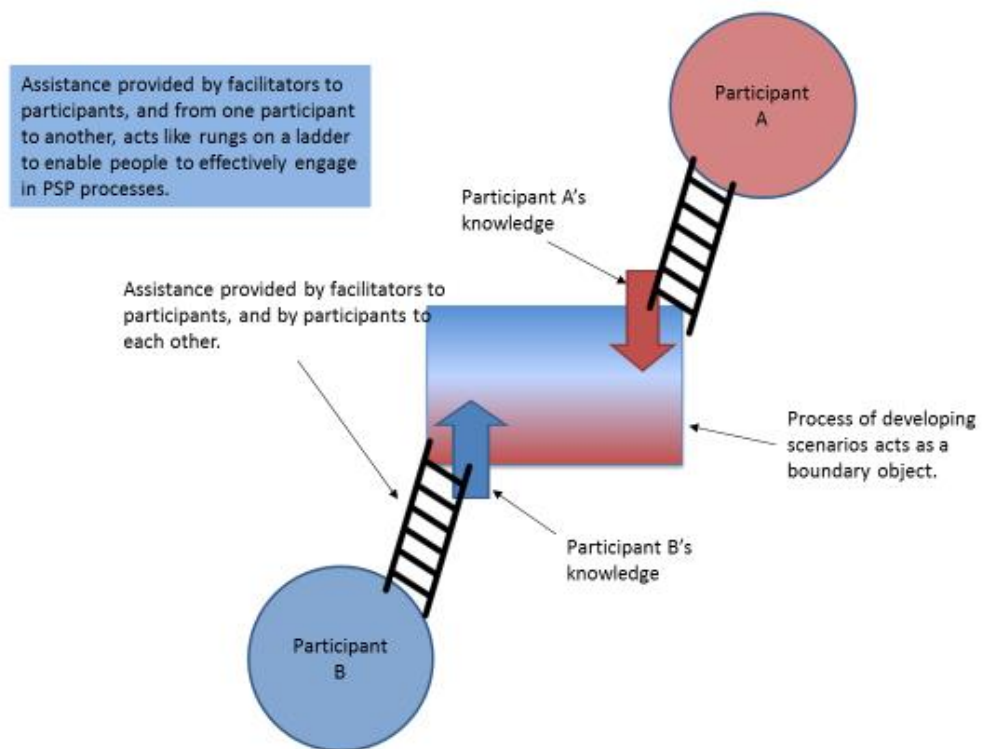 Assistance provided by facilitators to
participants, and from one participant
to another, acts like rungs on a ladder
to enable people to effectively engage
in PSP processes.
Participant
A
Participant A's
knowledge
Assistance provided by facilitators to
participants, and by participants to
each other.
Process of developing
scenarios acts as a
boundary object.
Participant B's
knowledge
Participant
B